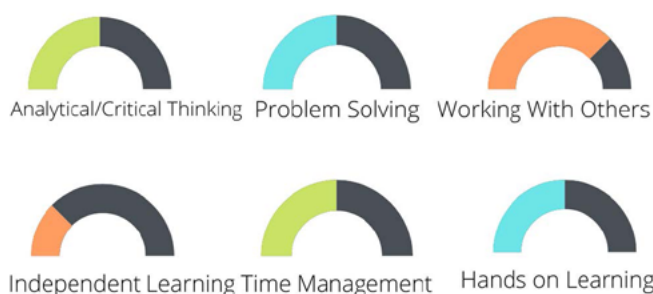 Analytical/Critical Thinking
Problem Solving
Working With Others
Independent Learning
Time Management
Hands on Learning